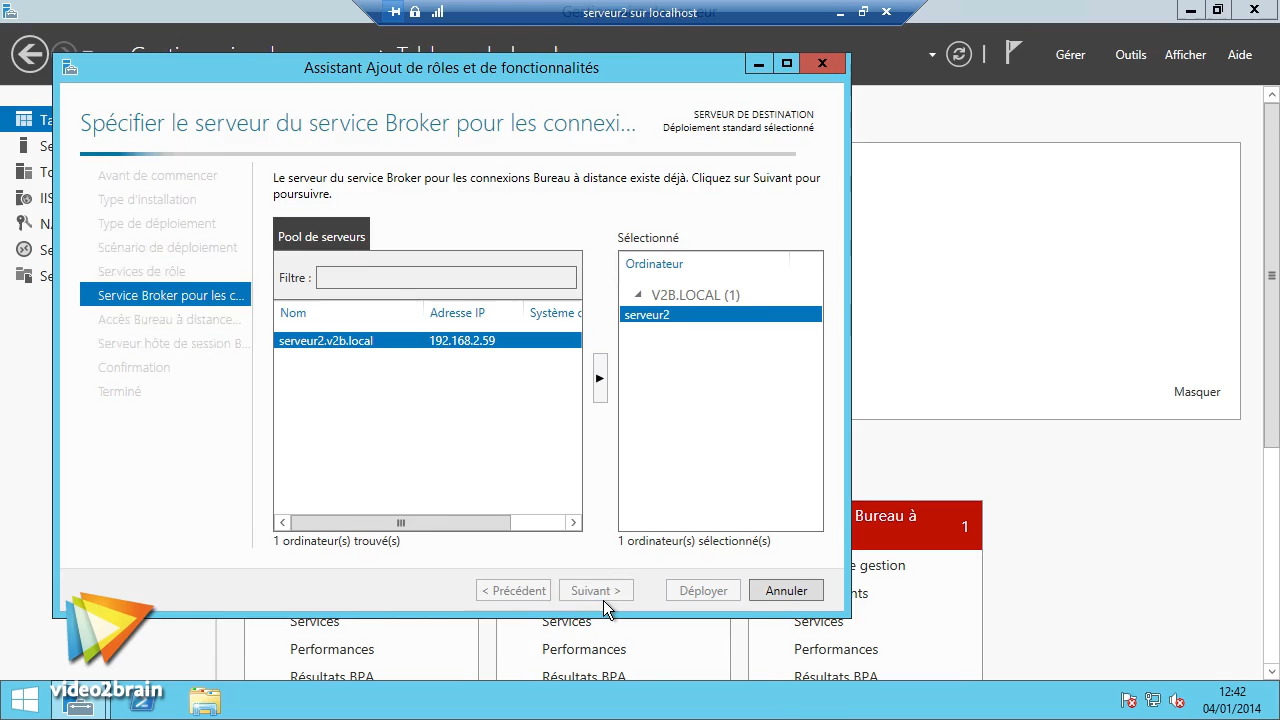 serveur2 sur localhost
Gérer
Outils
Afficher
Aide
Assistant Ajout de rôles et de fonctionnalités
Spécifier le serveur du service Broker pour les connexi...
SERVEUR DE DESTINATION
Déploiement standard sélectionné
Avant de commencer
Type d'installation
Type de déploiement
Scénario de déploiement
Services de rôle
Service Broker pour les c...
Accès Bureau à distance...
Serveur hôte de session B...
Confirmation
Terminé
Le serveur du service Broker pour les connexions Bureau à distance existe déjà. Cliquez sur Suivant pour
poursuivre.
Pool de serveurs
Filtre :
Nom
Adresse IP
Système
serveur2.v2b.local
192.168.2.59
1 ordinateur(s) trouvé(s)
Sélectionné
Ordinateur
V2B.LOCAL (1)
serveur2
1 ordinateur(s) sélectionné(s)
< Précédent
Suivant >
Déployer
Annuler
Masquer
Bureau à
1
de gestion
Services
Services
Services
Performances
Performances
Performances
Résultats BPA
Résultats BPA
Résultats BPA
video2brain
12:42
04/01/2014